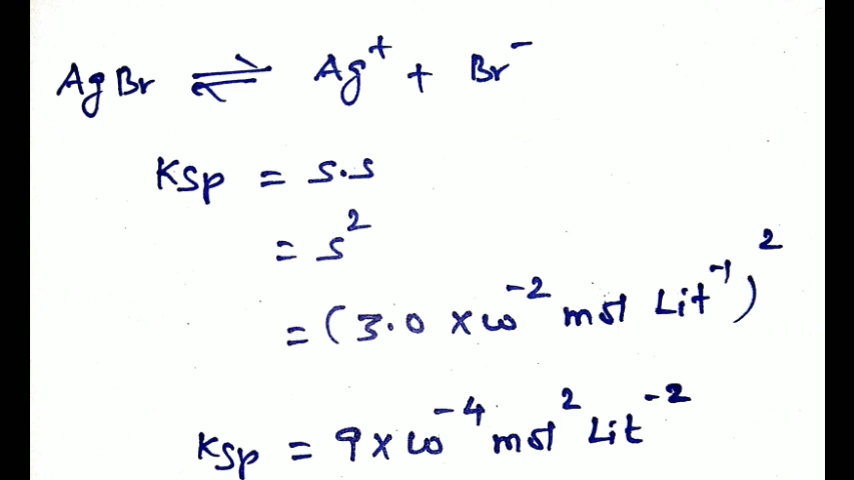 AgBr ⇌ Ag⁺ + Br⁻
Ksp = s.s
= s²
= (3.0 × 10⁻² mol Lit⁻¹)²
Ksp = 9 × 10⁻⁴ mol² Lit⁻²